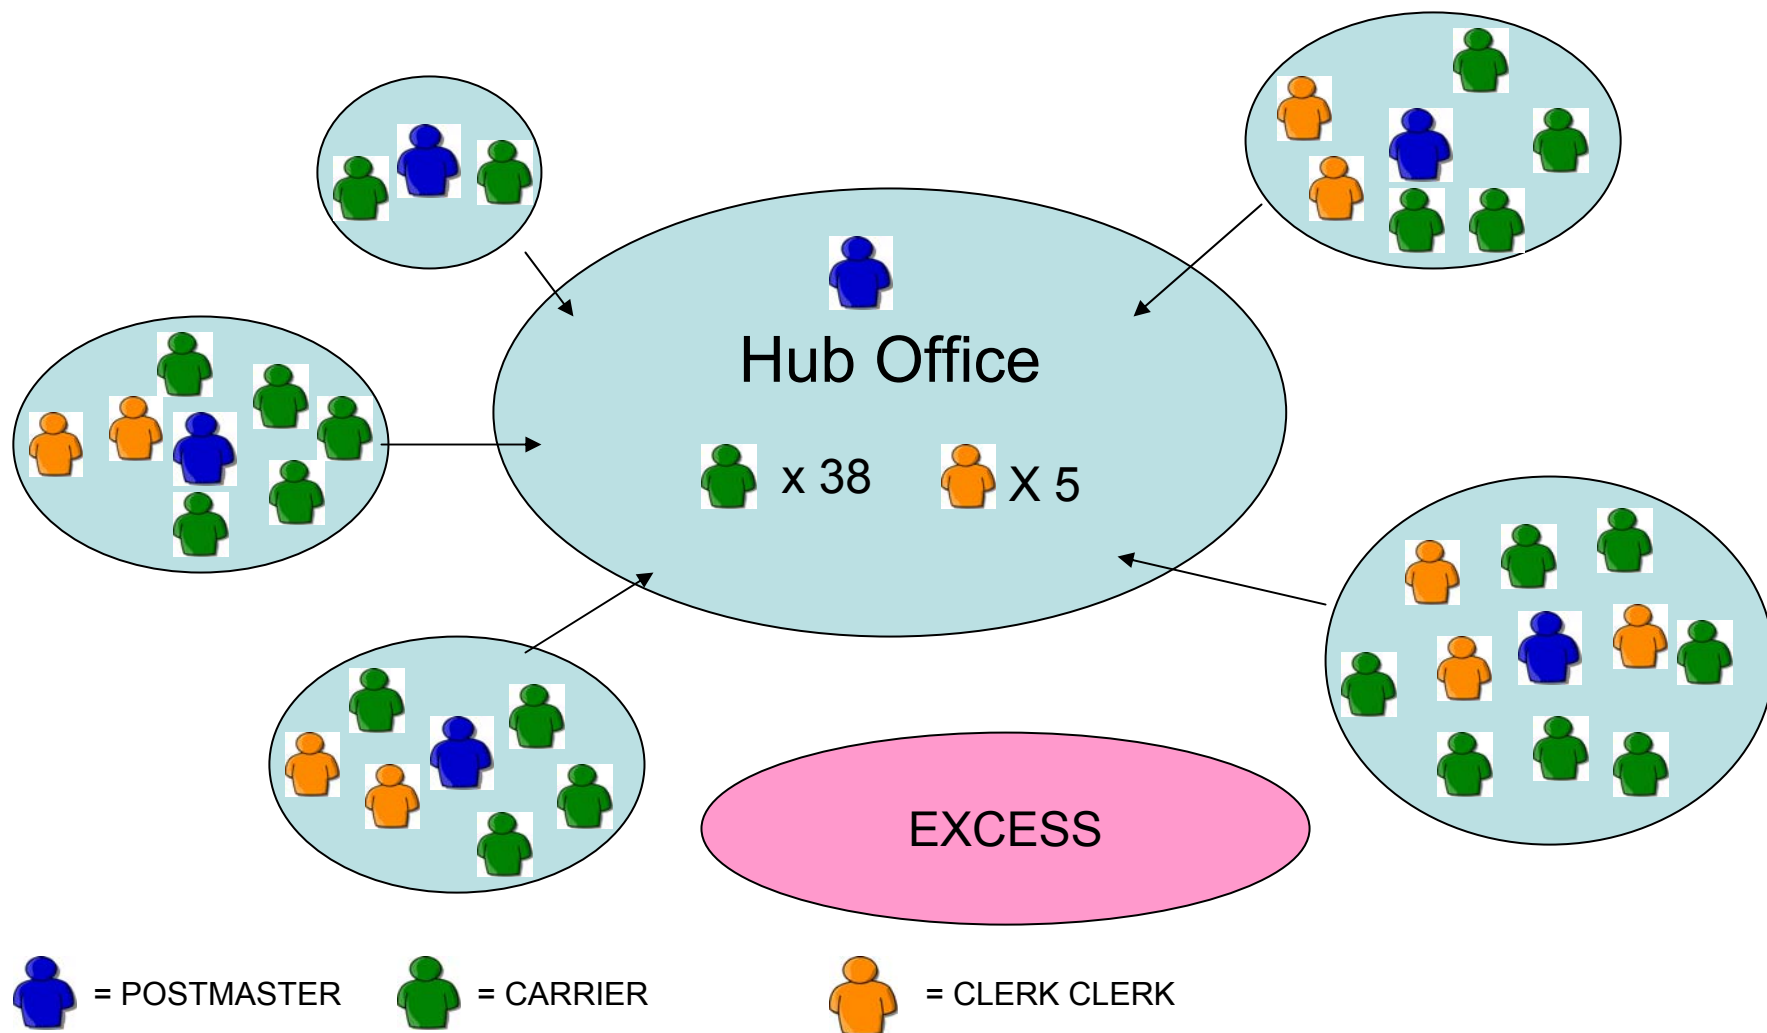 Hub Office
x 38
X 5
EXCESS
= POSTMASTER
= CARRIER
= CLERK CLERK